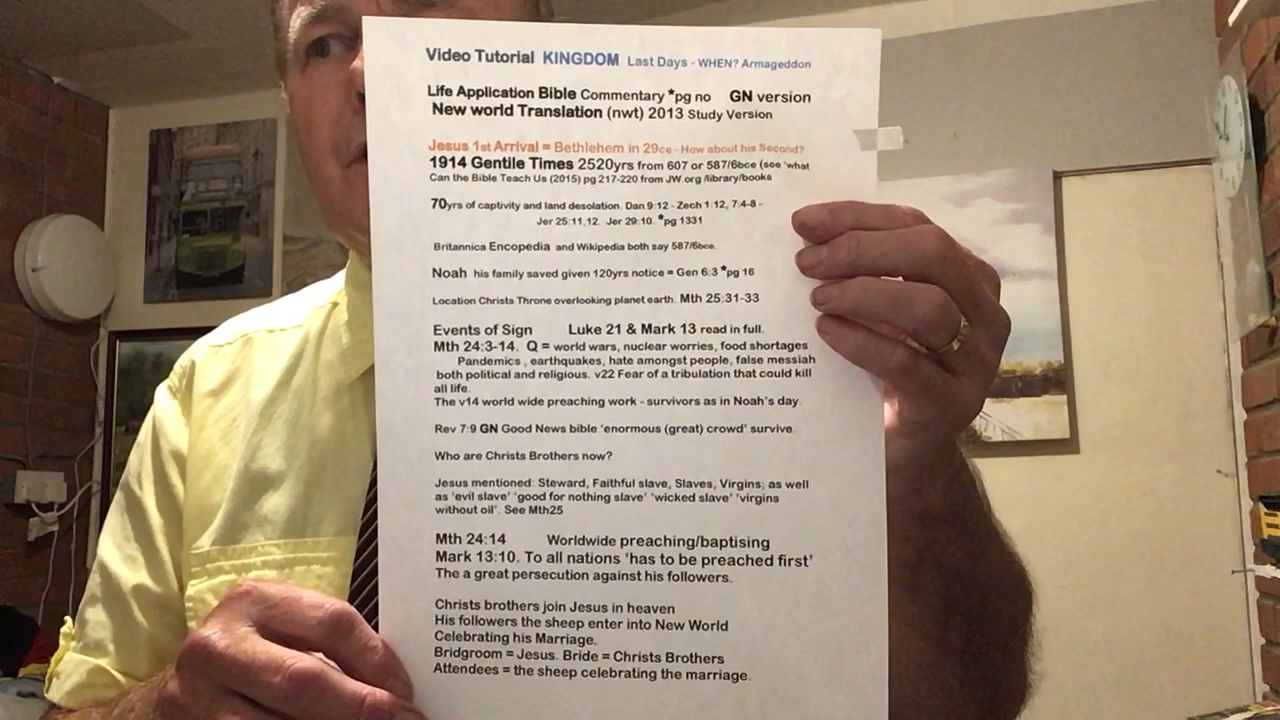 Video Tutorial KINGDOM Last Days - WHEN? Armageddon
Life Application Bible Commentary *pg no GN version
New world Translation (nwt) 2013 Study Version
Jesus 1st Arrival = Bethlehem in 29ce - How about his Second?
1914 Gentile Times 2520yrs from 607 or 587/6bce (see 'what
Can the Bible Teach Us (2015) pg 217-220 from JW.org /library/books
70yrs of captivity and land desolation. Dan 9:12 - Zech 1:12, 7:4-8 -
Jer 25:11,12. Jer 29:10. *pg 1331
Britannica Encopedia and Wikipedia both say 587/6bce.
Noah his family saved given 120yrs notice = Gen 6:3 *pg 16
Location Christs Throne overlooking planet earth. Mth 25:31-33
Events of Sign Luke 21 & Mark 13 read in full.
Mth 24:3-14. Q = world wars, nuclear worries, food shortages
Pandemics , earthquakes, hate amongst people, false messiah
both political and religious. v22 Fear of a tribulation that could kill
all life.
The v14 world wide preaching work - survivors as in Noah's day.
Rev 7:9 GN Good News bible 'enormous (great) crowd' survive.
Who are Christs Brothers now?
Jesus mentioned: Steward, Faithful slave, Slaves, Virgins; as well
as 'evil slave' 'good for nothing slave' 'wicked slave' 'virgins
without oil'. See Mth25
Mth 24:14 Worldwide preaching/baptising
Mark 13:10. To all nations 'has to be preached first'
The a great persecution against his followers.
Christs brothers join Jesus in heaven
His followers the sheep enter into New World
Celebrating his Marriage.
Bridgroom = Jesus. Bride = Christs Brothers
Attendees = the sheep celebrating the marriage.